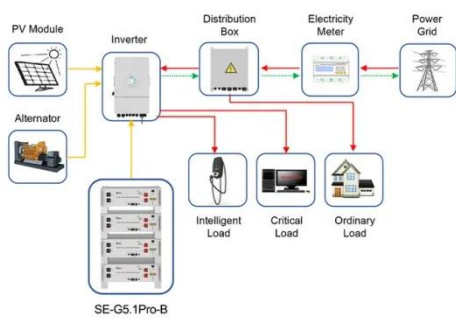 PV Module
Inverter
Distribution
Box
Electricity
Meter
Power
Grid
Alternator
Intelligent
Load
Critical
Load
Ordinary
Load
SE-G5.1Pro-B